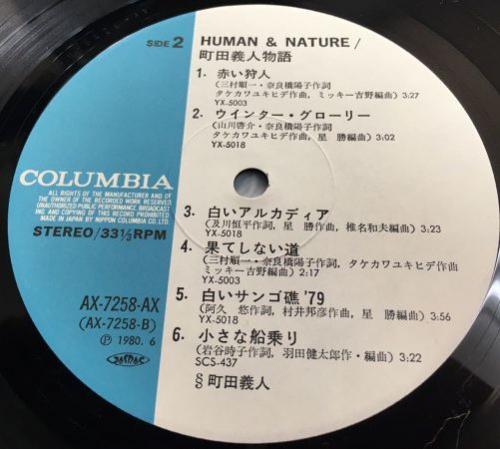 SIDE 2
HUMAN & NATURE/
町田義人物語
1. 赤い狩人
(三村順一・奈良橋陽子作詞
タケカワユキヒデ作曲, ミッキー吉野編曲) 3:27
YX-5003
2. ウインター・グローリー
(山川啓介・奈良橋陽子作詞
タケカワユキヒデ作曲, 星 勝編曲) 3:02
YX-5018
3. 白いアルカディア
(及川恒平作詞, 星 勝作曲, 椎名和夫編曲) 3:23
YX-5018
4. 果てしない道
(三村順一・奈良橋陽子作詞, タケカワユキヒデ作曲
ミッキー吉野編曲) 2:17
YX-5003
5. 白いサンゴ礁 '79
(阿久 悠作詞, 村井邦彦作曲, 星 勝編曲) 3:56
YX-5018
6. 小さな船乗り
(岩谷時子作詞, 羽田健太郎作・編曲) 3:22
SCS-437
§町田義人
COLUMBIA
ALL RIGHTS OF THE MANUFACTURER AND OF
THE OWNER OF THE RECORDED WORK RESERVED
UNAUTHORIZED PUBLIC PERFORMANCE, BROADCAST-
ING AND COPYING OF THIS RECORD PROHIBITED
MADE IN JAPAN BY NIPPON COLUMBIA CO. LTD.
STEREO/33 1/3 RPM
AX-7258-AX
(AX-7258-B)
Ⓟ 1980. 6
JASRAC